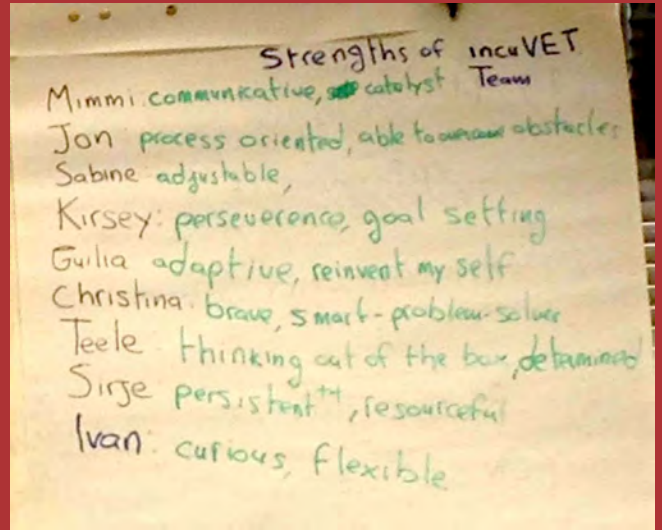 Strengths of incuVET
Team
Mimmi: communicative, catalyst
Jon process oriented, able to overcome obstacles
Sabine adjustable,
Kirsey: perseverence, goal setting
Guilia adaptive, reinvent my self
Christina: brave, smart-problem-solver
Teele thinking out of the box, determined
Sirje persistent++, resourceful
Ivan: curious, flexible